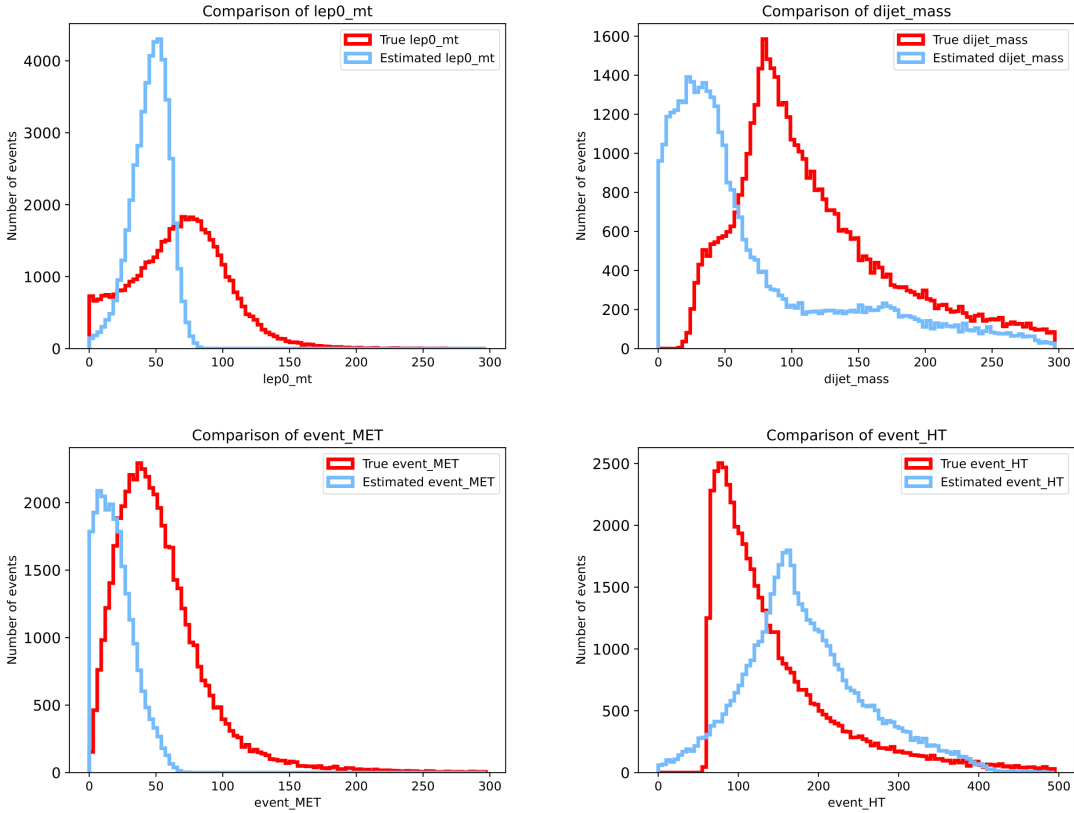 Comparison of lep0_mt
True lep0_mt
Estimated lep0_mt
Number of events
4000
3000
2000
1000
0
0 50 100 150 200 250 300
lep0_mt
Comparison of dijet_mass
True dijet_mass
Estimated dijet_mass
Number of events
1600
1400
1200
1000
800
600
400
200
0
0 50 100 150 200 250 300
dijet_mass
Comparison of event_MET
True event_MET
Estimated event_MET
Number of events
2000
1500
1000
500
0
0 50 100 150 200 250 300
event_MET
Comparison of event_HT
True event_HT
Estimated event_HT
Number of events
2500
2000
1500
1000
500
0
0 100 200 300 400 500
event_HT